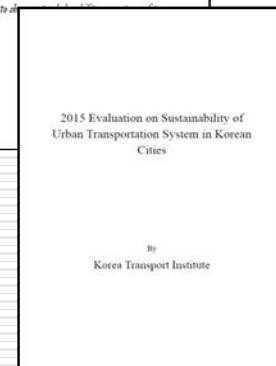 2015 Evaluation on Sustainability of
Urban Transportation System in Korean
Cities
By
Korea Transport Institute